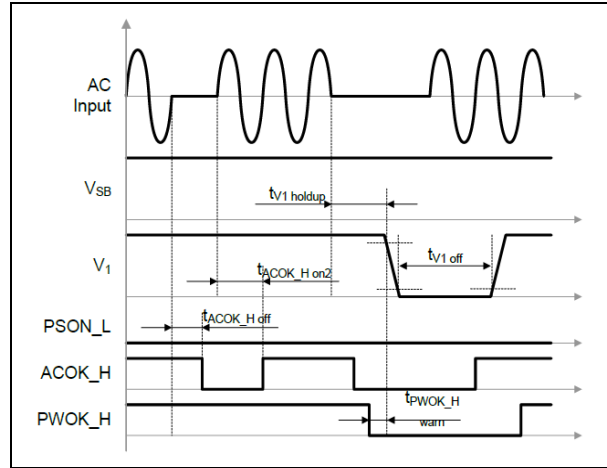 AC
Input
VSB
tV1 holdup
V1
tV1 off
tACOK_H on2
PSON_L
tACOK_H off
ACOK_H
tPWOK_H
warn
PWOK_H